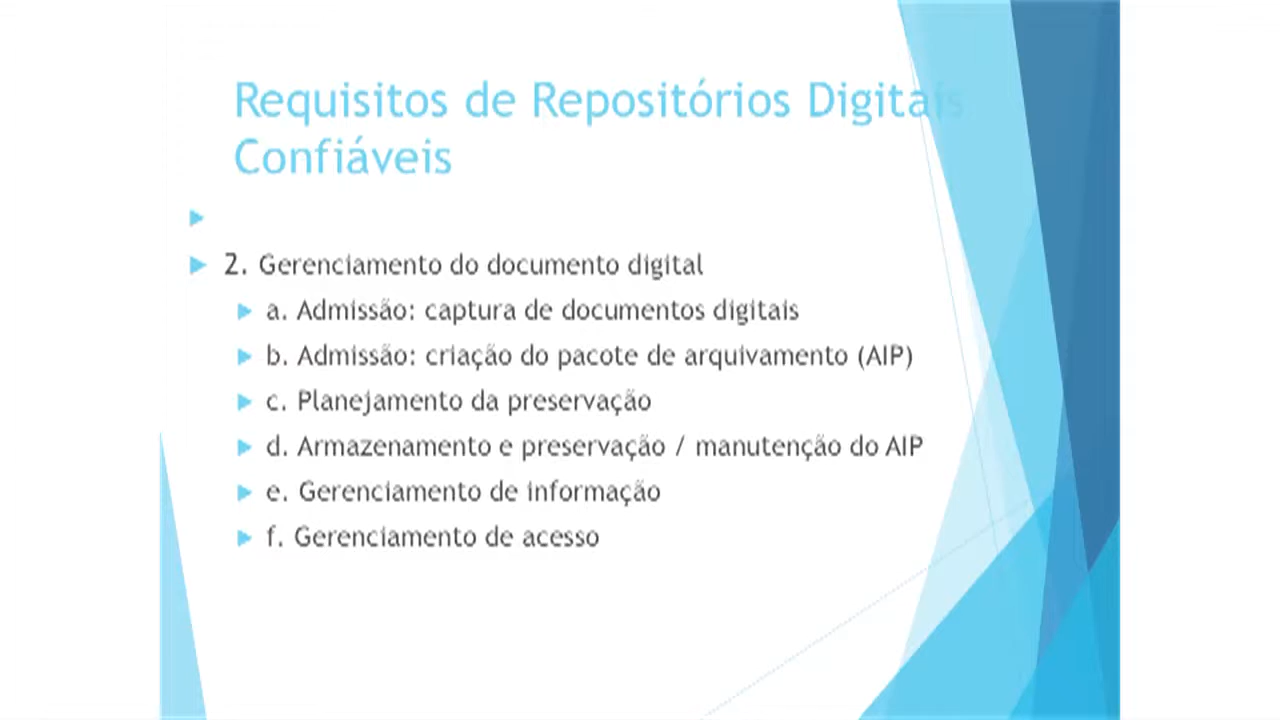 Requisitos de Repositórios Digitais
Confiáveis
2. Gerenciamento do documento digital
a. Admissão: captura de documentos digitais
b. Admissão: criação do pacote de arquivamento (AIP)
c. Planejamento da preservação
d. Armazenamento e preservação / manutenção do AIP
e. Gerenciamento de informação
f. Gerenciamento de acesso